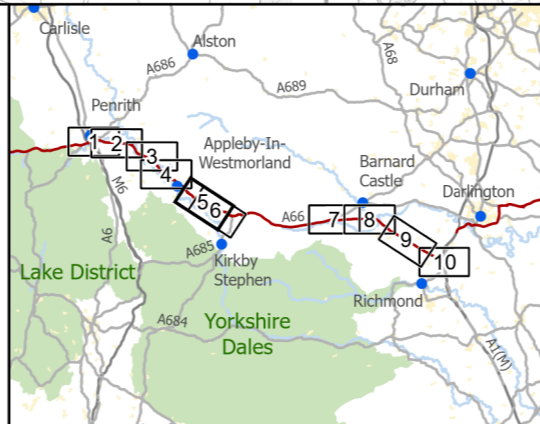 Carlisle
Alston
A68
A686
A689
Durham
Penrith
1
2
3
4
5
6
Appleby-In-
Westmorland
Barnard
Castle
Darlington
M6
A66
7
8
9
10
A6
A685
Kirkby
Stephen
Lake District
Richmond
A684
Yorkshire
Dales
A1(M)